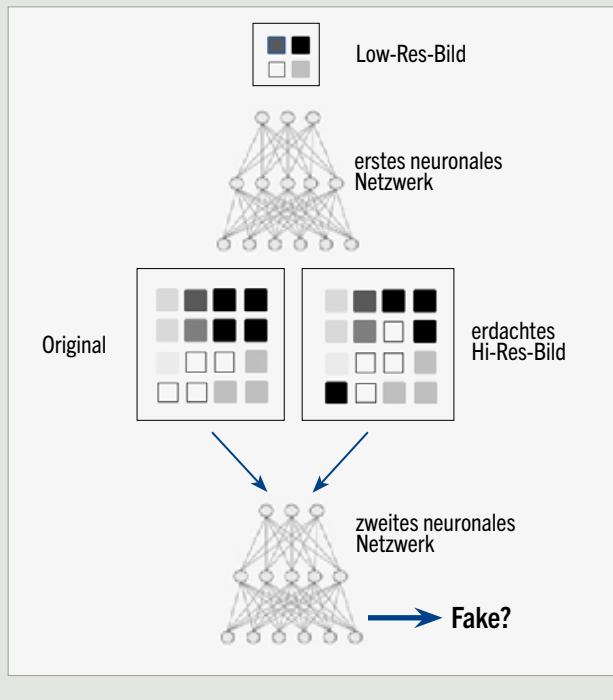 Low-Res-Bild
erstes neuronales
Netzwerk
Original
erdachtes
Hi-Res-Bild
zweites neuronales
Netzwerk
Fake?